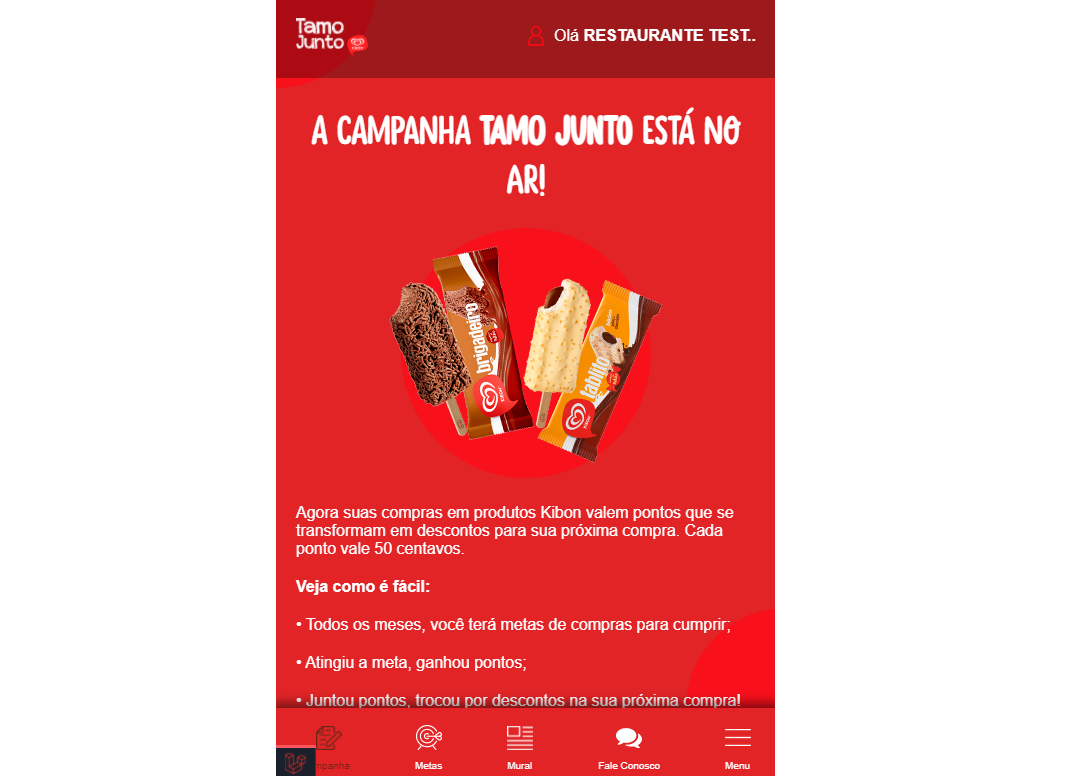 Tamo
Junto
Olá RESTAURANTE TEST..
A CAMPANHA TAMO JUNTO ESTÁ NO
AR!
brigadeiro
tablito
Agora suas compras em produtos Kibon valem pontos que se
transformam em descontos para sua próxima compra. Cada
ponto vale 50 centavos.
Veja como é fácil:
• Todos os meses, você terá metas de compras para cumprir;
• Atingiu a meta, ganhou pontos;
• Juntou pontos, trocou por descontos na sua próxima compra!
mpanha
Metas
Mural
Fale Conosco
Menu